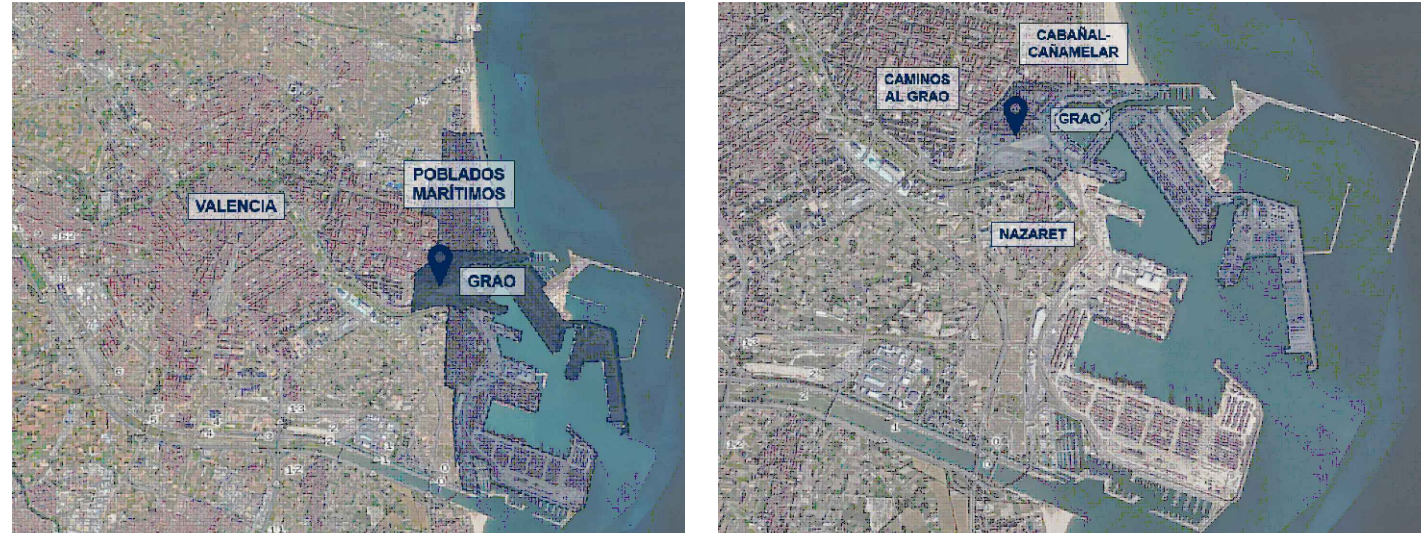 POBLADOS
MARÍTIMOS
VALENCIA
GRAO
CABAÑAL-
CAÑAMELAR
CAMINOS
AL GRAO
GRAO
NAZARET